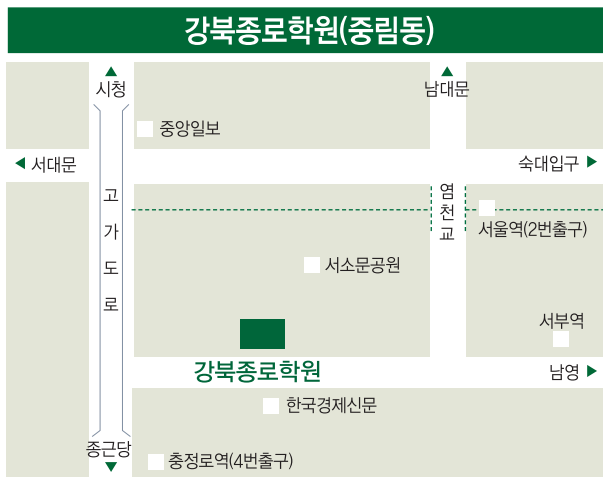 강북종로학원(중림동)
시청
남대문
중앙일보
서대문
숙대입구
고가도로
염천교
서울역(2번출구)
서소문공원
서부역
강북종로학원
남영
한국경제신문
종근당
충정로역(4번출구)